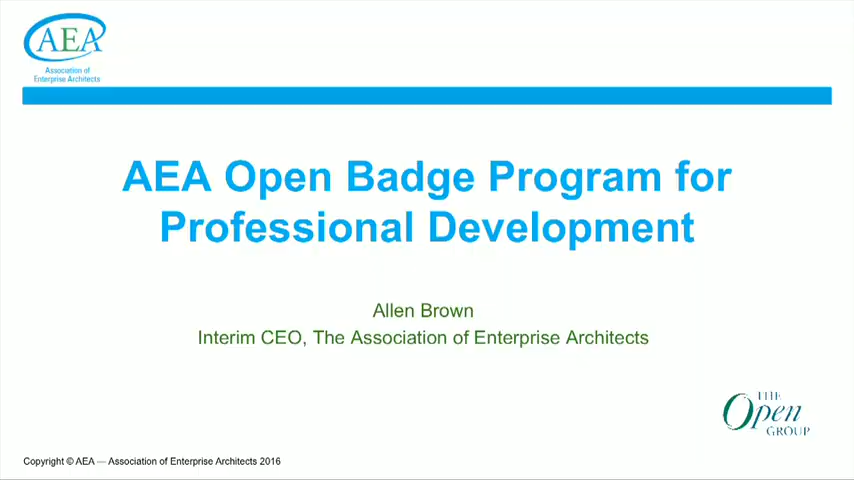 AEA
Association of
Enterprise Architects
AEA Open Badge Program for
Professional Development
Allen Brown
Interim CEO, The Association of Enterprise Architects
THE
Open
GROUP
Copyright © AEA — Association of Enterprise Architects 2016